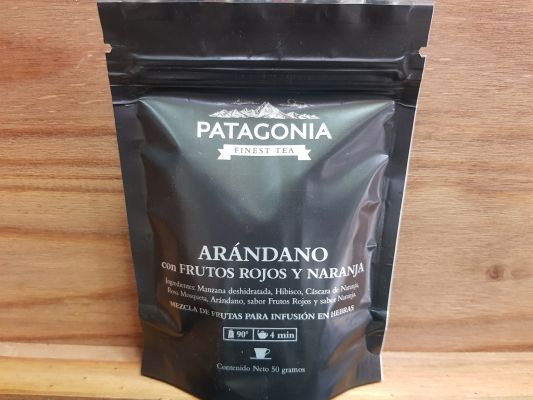 PATAGONIA
FINEST TEA
ARÁNDANO
con FRUTOS ROJOS Y NARANJA
Ingredientes: Manzana deshidratada, Hibisco, Cáscara de Naranja,
Rosa Mosqueta, Arándano, sabor Frutos Rojos y sabor Naranja.
MEZCLA DE FRUTAS PARA INFUSIÓN EN HEBRAS
90° 4 min
Contenido Neto 50 gramos